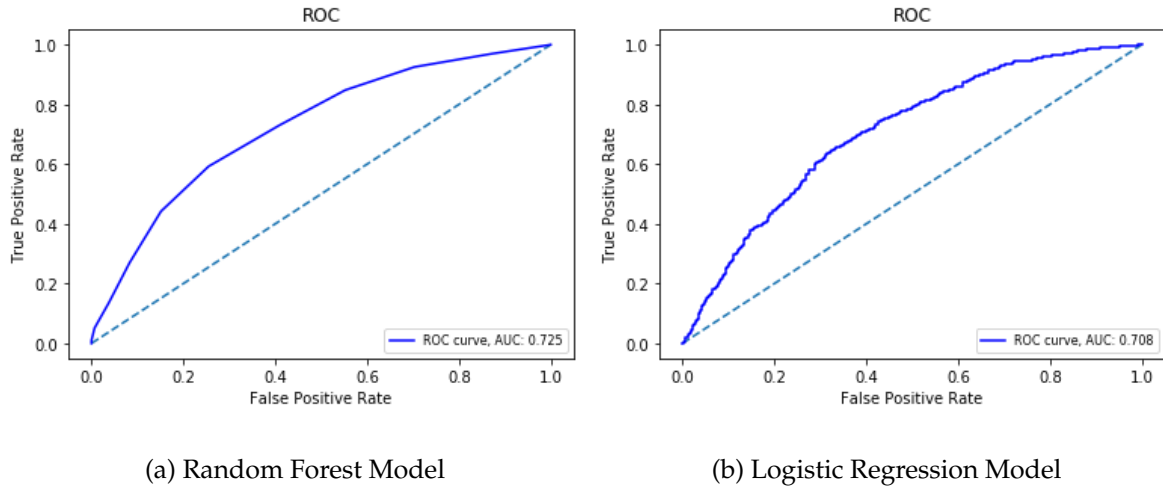 ROC
True Positive Rate
1.0
0.8
0.6
0.4
0.2
0.0
ROC curve, AUC: 0.725
0.0 0.2 0.4 0.6 0.8 1.0
False Positive Rate
(a) Random Forest Model
ROC
True Positive Rate
1.0
0.8
0.6
0.4
0.2
0.0
ROC curve, AUC: 0.708
0.0 0.2 0.4 0.6 0.8 1.0
False Positive Rate
(b) Logistic Regression Model